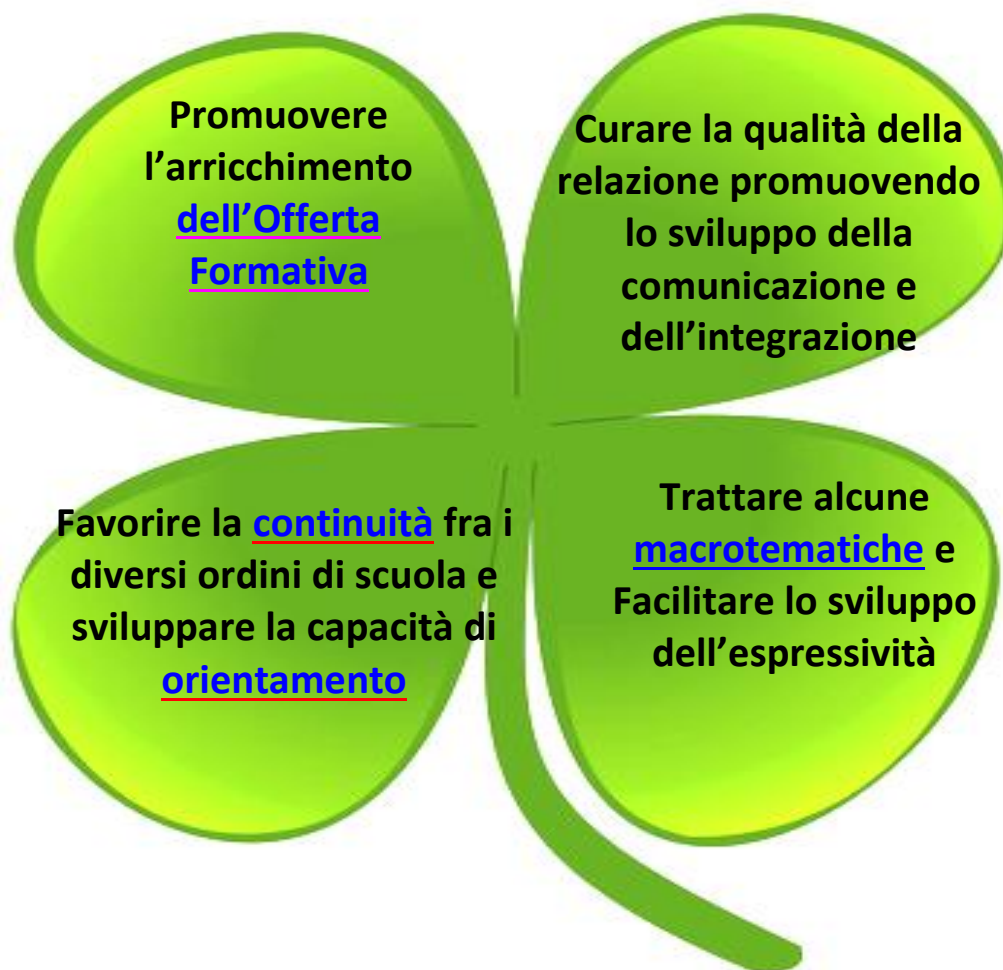 Promuovere
l’arricchimento
dell’Offerta
Formativa
Curare la qualità della
relazione promuovendo
lo sviluppo della
comunicazione e
dell’integrazione
Favorire la continuità fra i
diversi ordini di scuola e
sviluppare la capacità di
orientamento
Trattare alcune
macrotematiche e
Facilitare lo sviluppo
dell’espressività